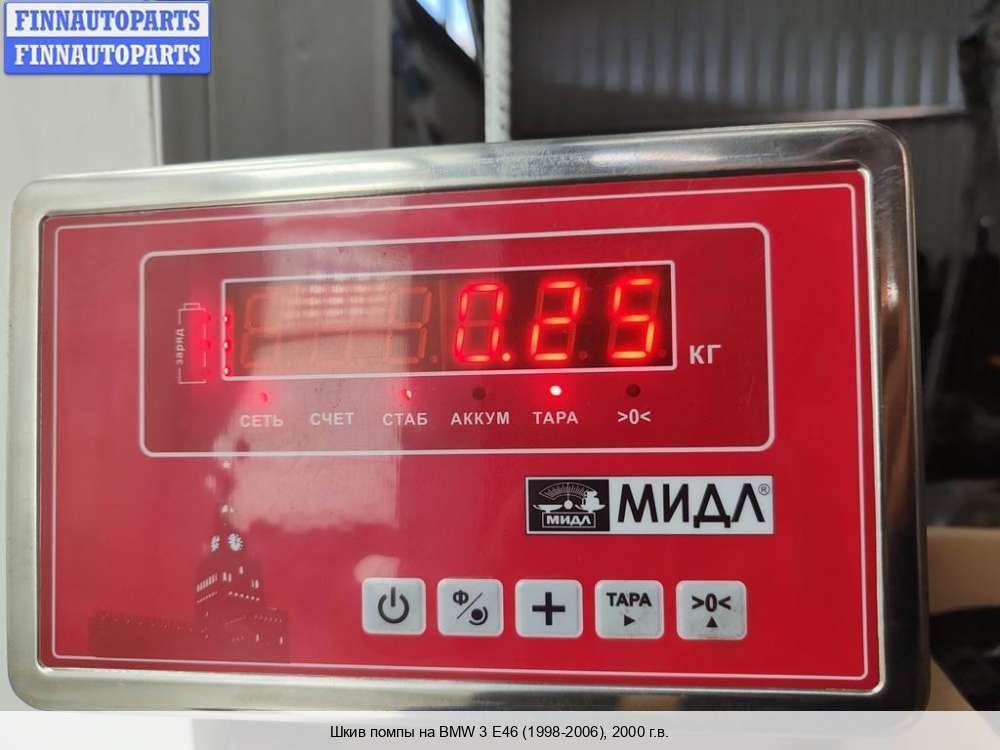 FINNAUTOPARTS
FINNAUTOPARTS
заряд
0.25
КГ
СЕТЬ СЧЕТ СТАБ АККУМ ТАРА >0<
МИДЛ МИДЛ®
Ф ТАРА >0<
Шкив помпы на BMW 3 E46 (1998-2006), 2000 г.в.